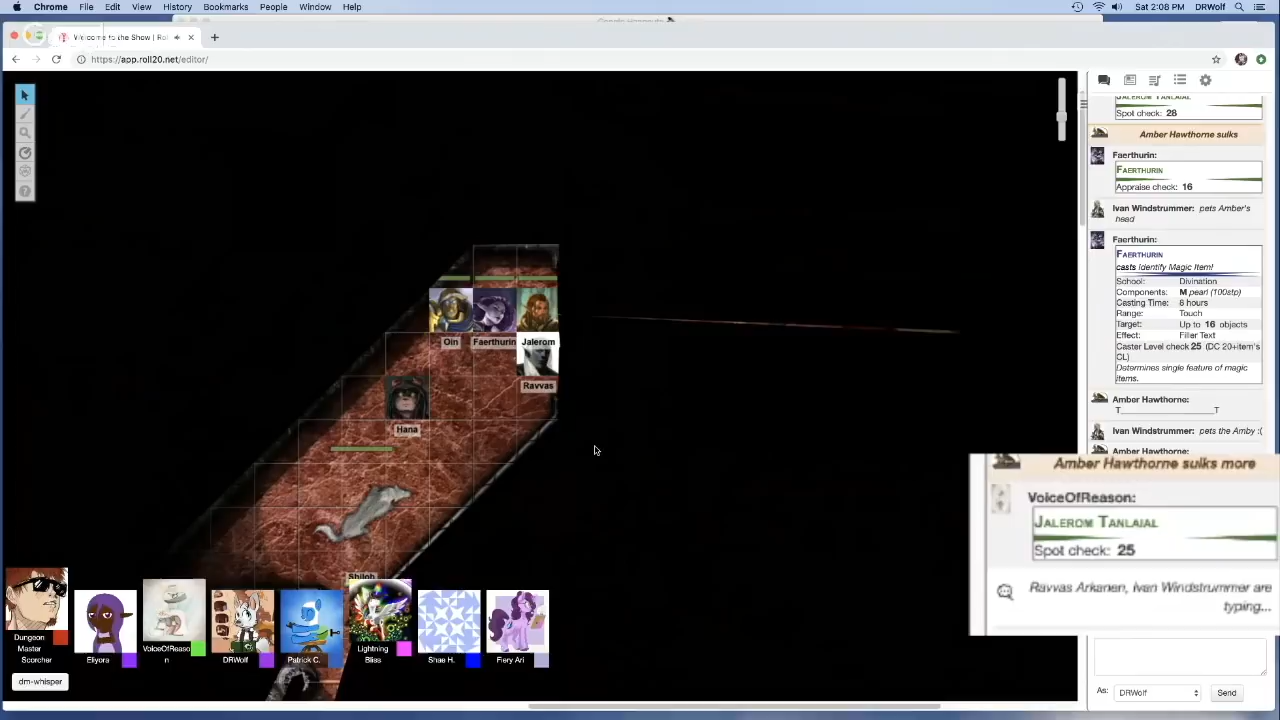 Chrome File Edit View History Bookmarks People Window Help
Sat 2:08 PM DRWolf
Welcome to the Show | Rol
https://app.roll20.net/editor/
Spot check: 28
Amber Hawthorne sulks
Faerthurin:
FAERTHURIN
Appraise check: 16
Ivan Windstrummer: pets Amber's
head
Faerthurin:
FAERTHURIN
casts Identify Magic Item!
School: Divination
Components: M pearl (100stp)
Casting Time: 8 hours
Range: Touch
Target: Up to 16 objects
Effect: Filler Text
Caster Level check 25 (DC 20+item's
CL)
Determines single feature of magic
items.
Amber Hawthorne:
T________________T
Ivan Windstrummer: pets the Amby :(
Amber Hawthorne:
Amber Hawthorne sulks more
VoiceOfReason:
JALEROM TANLAIAL
Spot check: 25
Ravvas Arkanen, Ivan Windstrummer are
typing...
As: DRWolf Send
Oin Faerthurin Jalerom
Ravvas
Hana
Shiloh
Dungeon
Master
Scorcher
Ellyora
VoiceOfReaso
n
DRWolf
Patrick C.
Lightning
Bliss
Shae H.
Fiery Ari
dm-whisper